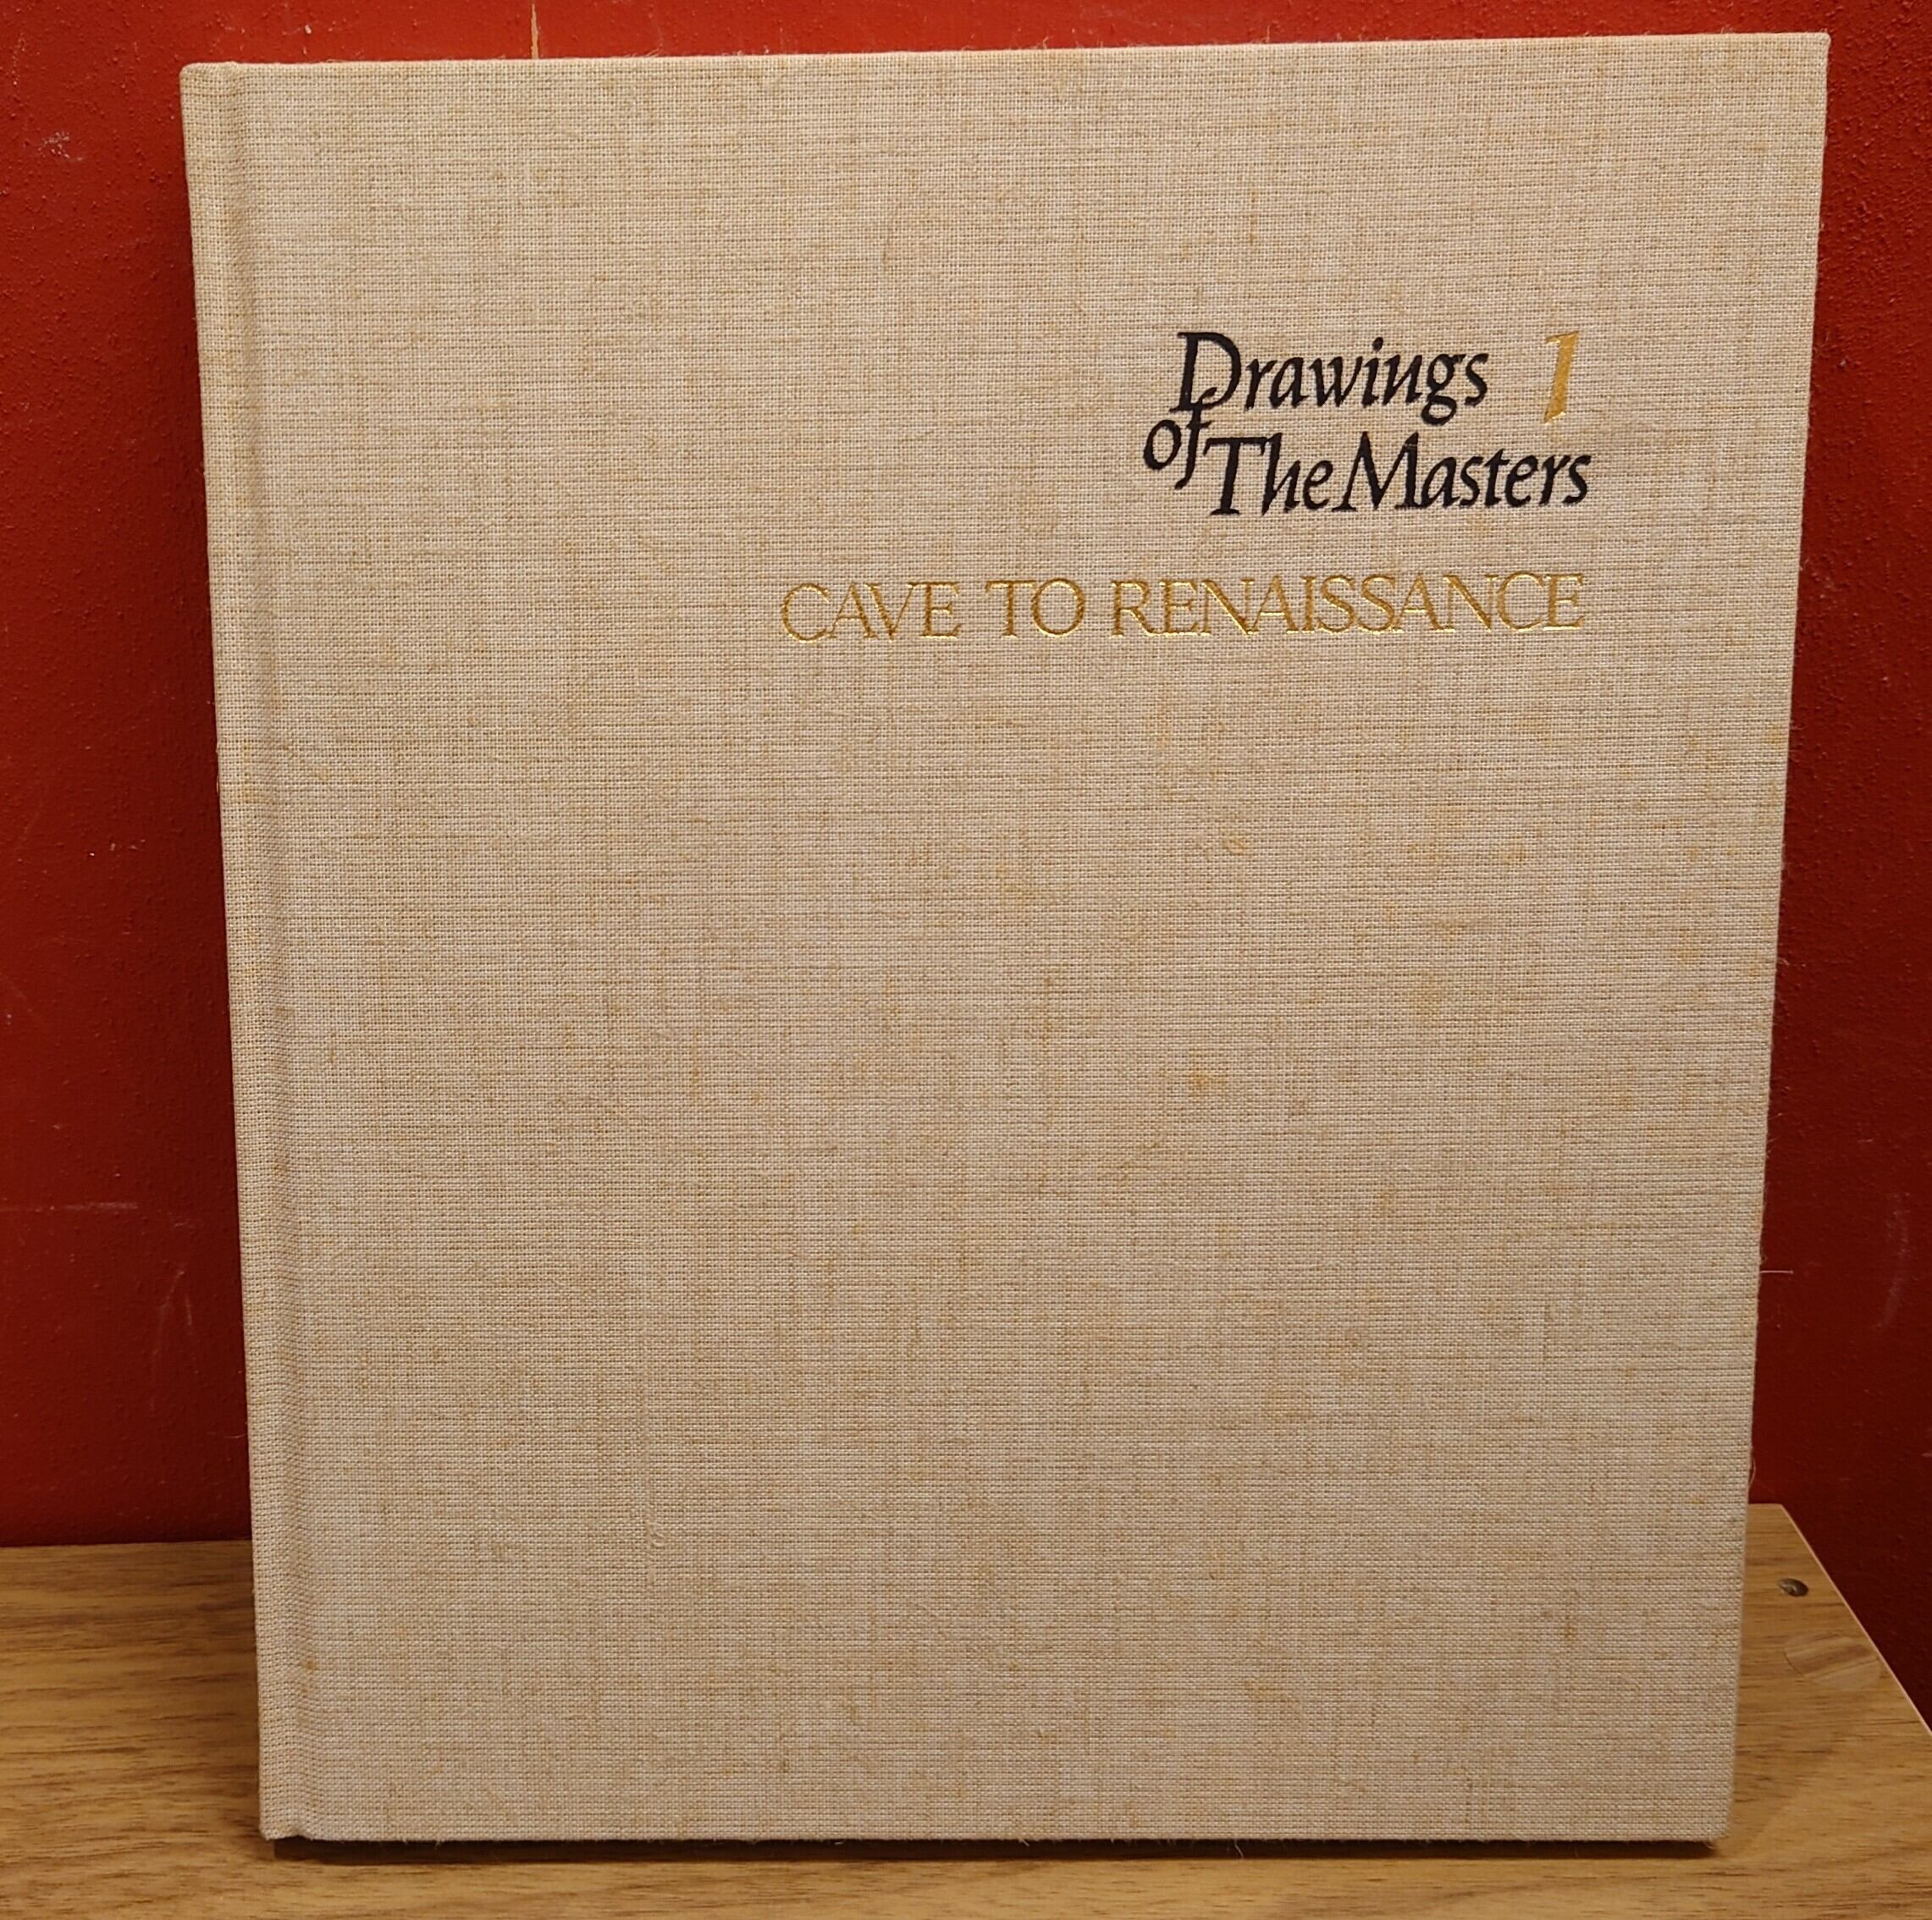 Drawings 1
of The Masters
CAVE TO RENAISSANCE